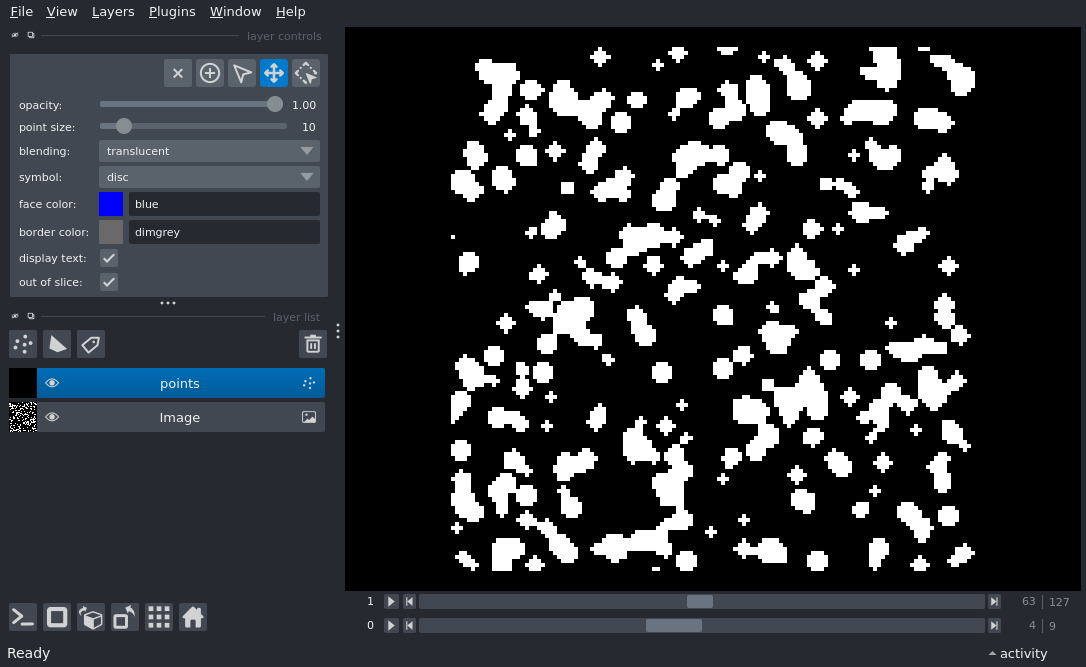 File View Layers Plugins Window Help
layer controls
opacity: 1.00
point size: 10
blending: translucent
symbol: disc
face color: blue
border color: dimgrey
display text:
out of slice:
layer list
points
Image
1 63 127
0 4 9
Ready activity